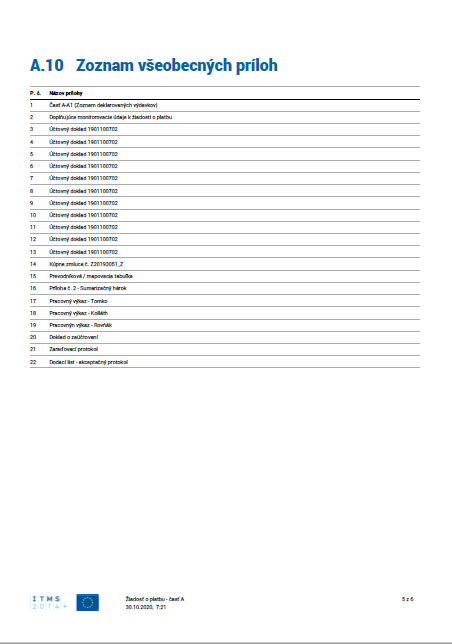 A.10 Zoznam všeobecných príloh
P. č. Názov prílohy
1 Časť A-A1 (Zoznam deklarovaných výdavkov)
2 Doplňujúce monitorovacie údaje k žiadosti o platbu
3 Účtovný doklad 1901100702
4 Účtovný doklad 1901100702
5 Účtovný doklad 1901100702
6 Účtovný doklad 1901100702
7 Účtovný doklad 1901100702
8 Účtovný doklad 1901100702
9 Účtovný doklad 1901100702
10 Účtovný doklad 1901100702
11 Účtovný doklad 1901100702
12 Účtovný doklad 1901100702
13 Účtovný doklad 1901100702
14 Kúpna zmluva č. Z20193051_Z
15 Prevodníková / mapovacia tabuľka
16 Príloha č. 2 - Sumarizačný hárok
17 Pracovný výkaz - Tomko
18 Pracovný výkaz - Kolláth
19 Pracovným výkaz - Rovňák
20 Doklad o zaúčtovaní
21 Zaraďovací protokol
22 Dodací list - akceptačný protokol
ITMS
2014+
Žiadosť o platbu - časť A
30.10.2020, 7:21
5 z 6